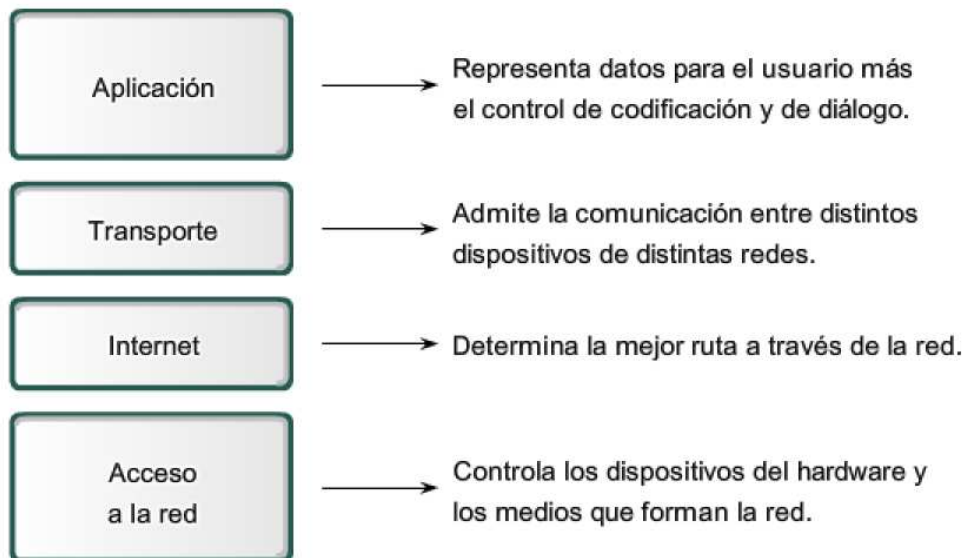 Aplicación
Representa datos para el usuario más
el control de codificación y de diálogo.
Transporte
Admite la comunicación entre distintos
dispositivos de distintas redes.
Internet
Determina la mejor ruta a través de la red.
Acceso
a la red
Controla los dispositivos del hardware y
los medios que forman la red.